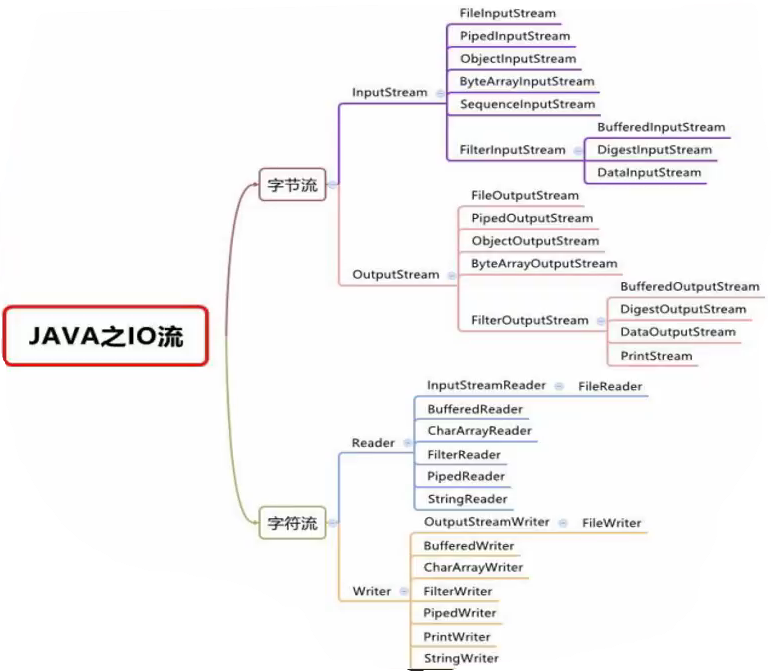 JAVA之IO流
字节流
InputStream
FileInputStream
PipedInputStream
ObjectInputStream
ByteArrayInputStream
SequenceInputStream
FilterInputStream
BufferedInputStream
DigestInputStream
DataInputStream
OutputStream
FileOutputStream
PipedOutputStream
ObjectOutputStream
ByteArrayOutputStream
FilterOutputStream
BufferedOutputStream
DigestOutputStream
DataOutputStream
PrintStream
字符流
Reader
InputStreamReader
FileReader
BufferedReader
CharArrayReader
FilterReader
PipedReader
StringReader
Writer
OutputStreamWriter
FileWriter
BufferedWriter
CharArrayWriter
FilterWriter
PipedWriter
PrintWriter
StringWriter